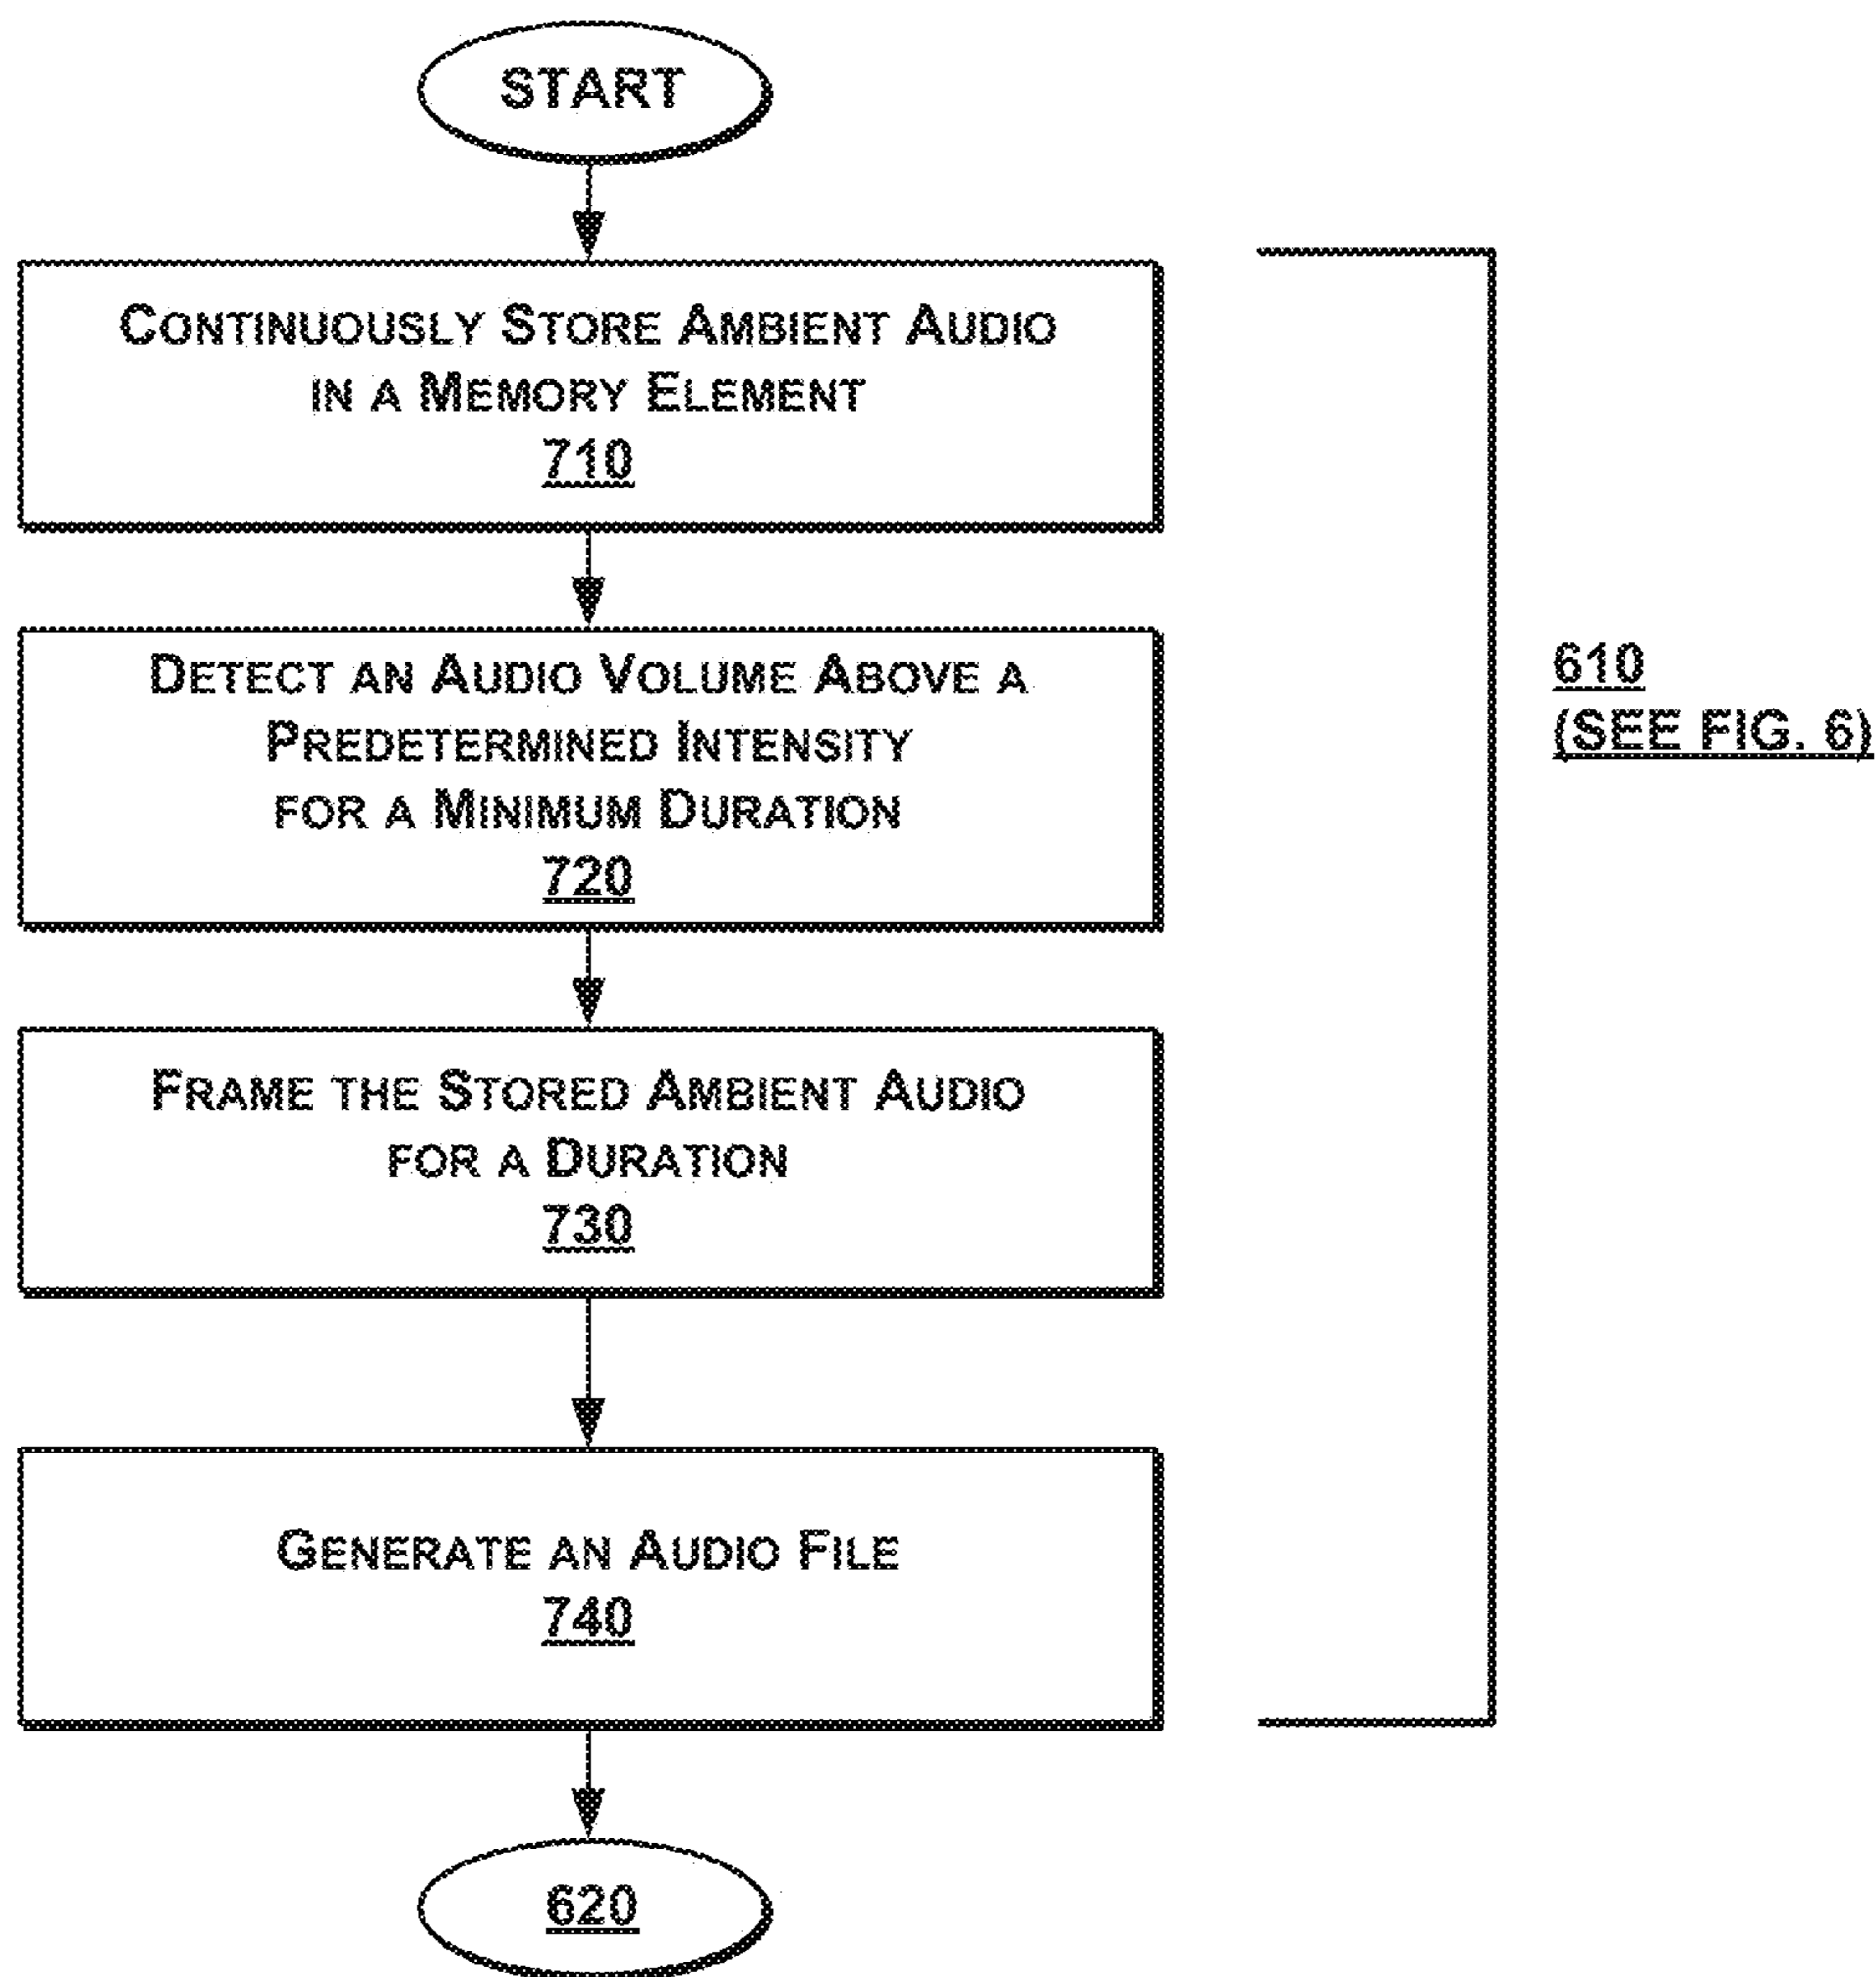 START
CONTINUOUSLY STORE AMBIENT AUDIO
IN A MEMORY ELEMENT
710
DETECT AN AUDIO VOLUME ABOVE A
PREDETERMINED INTENSITY
FOR A MINIMUM DURATION
720
610
(SEE FIG. 6)
FRAME THE STORED AMBIENT AUDIO
FOR A DURATION
730
GENERATE AN AUDIO FILE
740
620